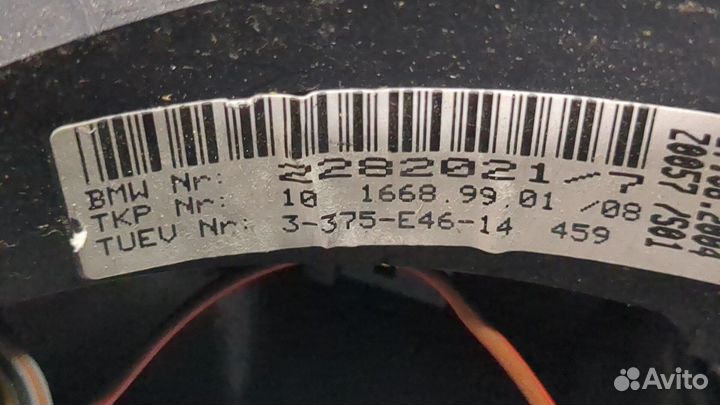 BMW Nr: 2282021-7
TKP Nr: 10 1668.99.01 /08
TUEV Nr: 3-375-E46-14 459
20057/S01
Avito